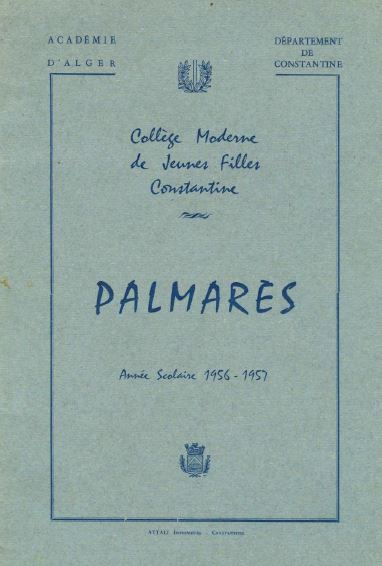 ACADÉMIE
D'ALGER
DÉPARTEMENT
DE
CONSTANTINE
Collège Moderne
de Jeunes Filles
Constantine
PALMARÈS
Année Scolaire 1956-1957
ATTALI IMPRIMEUR - CONSTANTINE